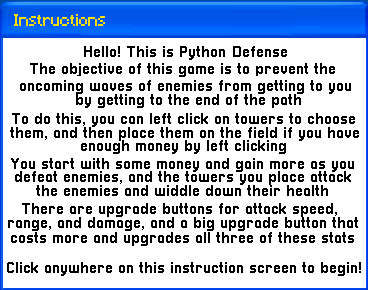 Instructions
Hello! This is Python Defense
The objective of this game is to prevent the
oncoming waves of enemies from getting to you
by getting to the end of the path
To do this, you can left click on towers to choose
them, and then place them on the field if you have
enough money by left clicking
You start with some money and gain more as you
defeat enemies, and the towers you place attack
the enemies and widdle down their health
There are upgrade buttons for attack speed,
range, and damage, and a big upgrade button that
costs more and upgrades all three of these stats
Click anywhere on this instruction screen to begin!